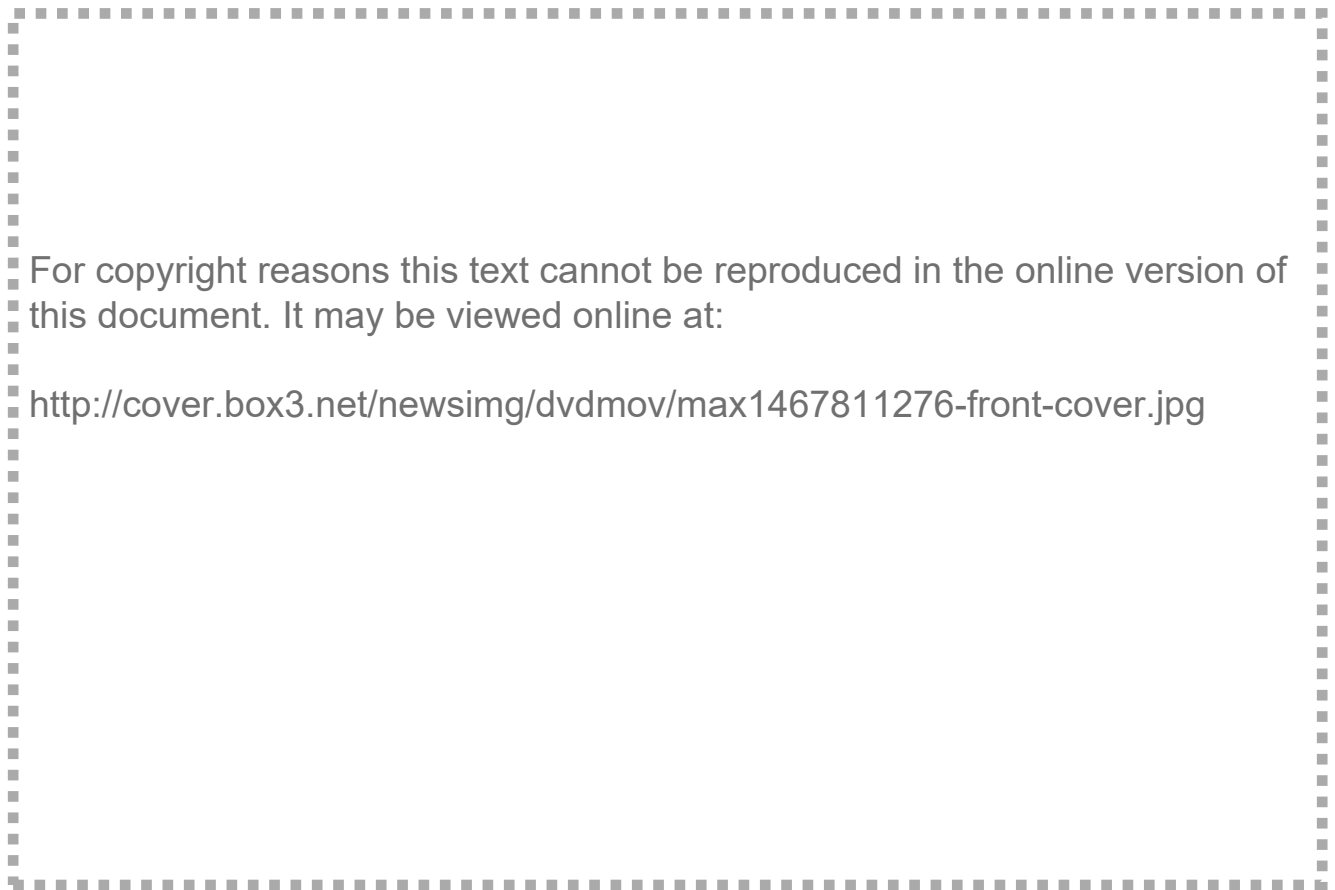 For copyright reasons this text cannot be reproduced in the online version of
this document. It may be viewed online at:
http://cover.box3.net/newsimg/dvdmov/max1467811276-front-cover.jpg